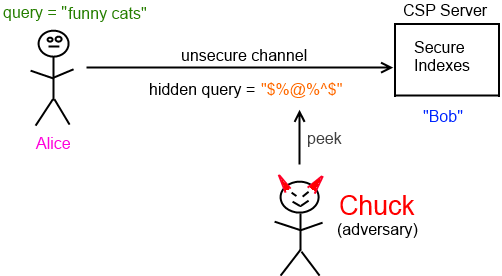 query = "funny cats"
CSP Server
Secure
Indexes
unsecure channel
hidden query = "$%@%^$"
"Bob"
Alice
peek
Chuck
(adversary)